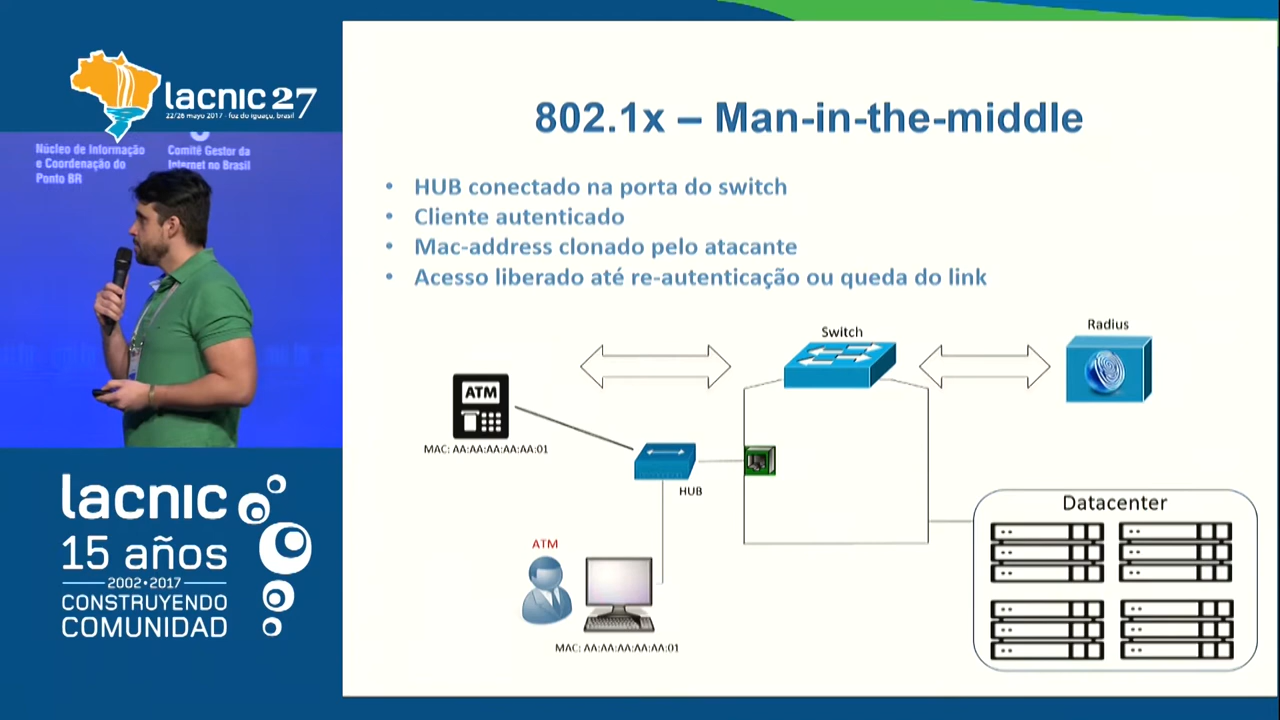 lacnic 27
22/26 mayo 2017 - foz do iguaçu, brasil
Núcleo de Informação
e Coordenação do
Ponto BR
Comitê Gestor da
Internet no Brasil
lacnic
15 años
2002•2017
CONSTRUYENDO
COMUNIDAD
802.1x – Man-in-the-middle
• HUB conectado na porta do switch
• Cliente autenticado
• Mac-address clonado pelo atacante
• Acesso liberado até re-autenticação ou queda do link
Switch
Radius
ATM
MAC: AA:AA:AA:AA:AA:01
HUB
Datacenter
ATM
MAC: AA:AA:AA:AA:AA:01